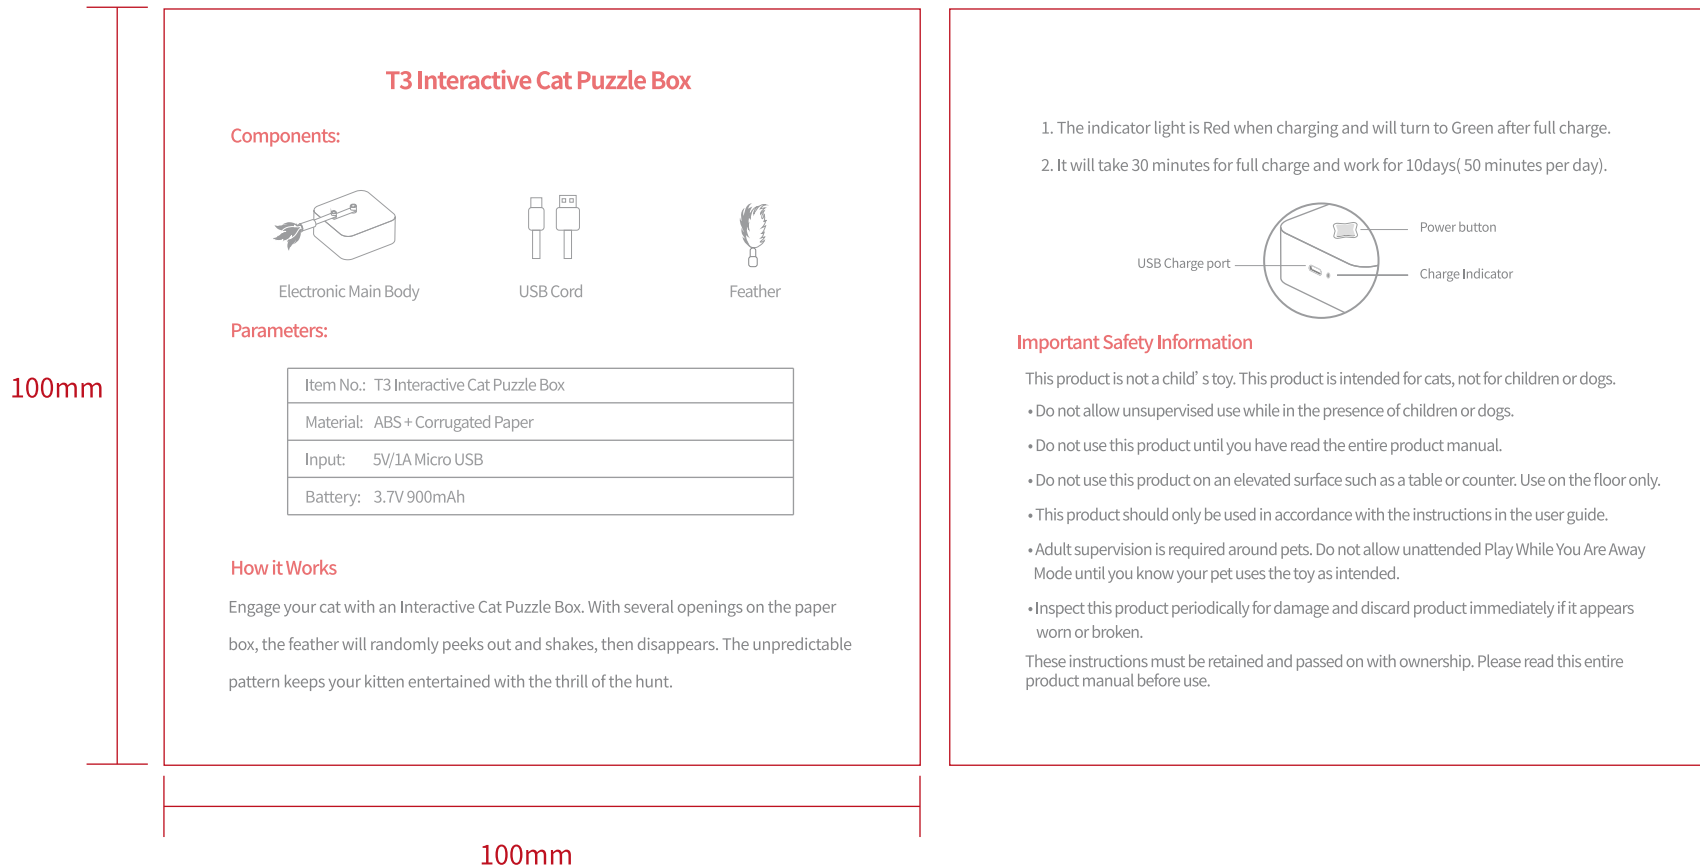 T3 Interactive Cat Puzzle Box
Components:
Electronic Main Body
USB Cord
Feather
Parameters:
Item No.: T3 Interactive Cat Puzzle Box
Material: ABS + Corrugated Paper
Input: 5V/1A Micro USB
Battery: 3.7V 900mAh
How it Works
Engage your cat with an Interactive Cat Puzzle Box. With several openings on the paper
box, the feather will randomly peeks out and shakes, then disappears. The unpredictable
pattern keeps your kitten entertained with the thrill of the hunt.
100mm
100mm
1. The indicator light is Red when charging and will turn to Green after full charge.
2. It will take 30 minutes for full charge and work for 10days( 50 minutes per day).
Power button
USB Charge port
Charge Indicator
Important Safety Information
This product is not a child’ s toy. This product is intended for cats, not for children or dogs.
• Do not allow unsupervised use while in the presence of children or dogs.
• Do not use this product until you have read the entire product manual.
• Do not use this product on an elevated surface such as a table or counter. Use on the floor only.
• This product should only be used in accordance with the instructions in the user guide.
• Adult supervision is required around pets. Do not allow unattended Play While You Are Away
Mode until you know your pet uses the toy as intended.
• Inspect this product periodically for damage and discard product immediately if it appears
worn or broken.
These instructions must be retained and passed on with ownership. Please read this entire
product manual before use.